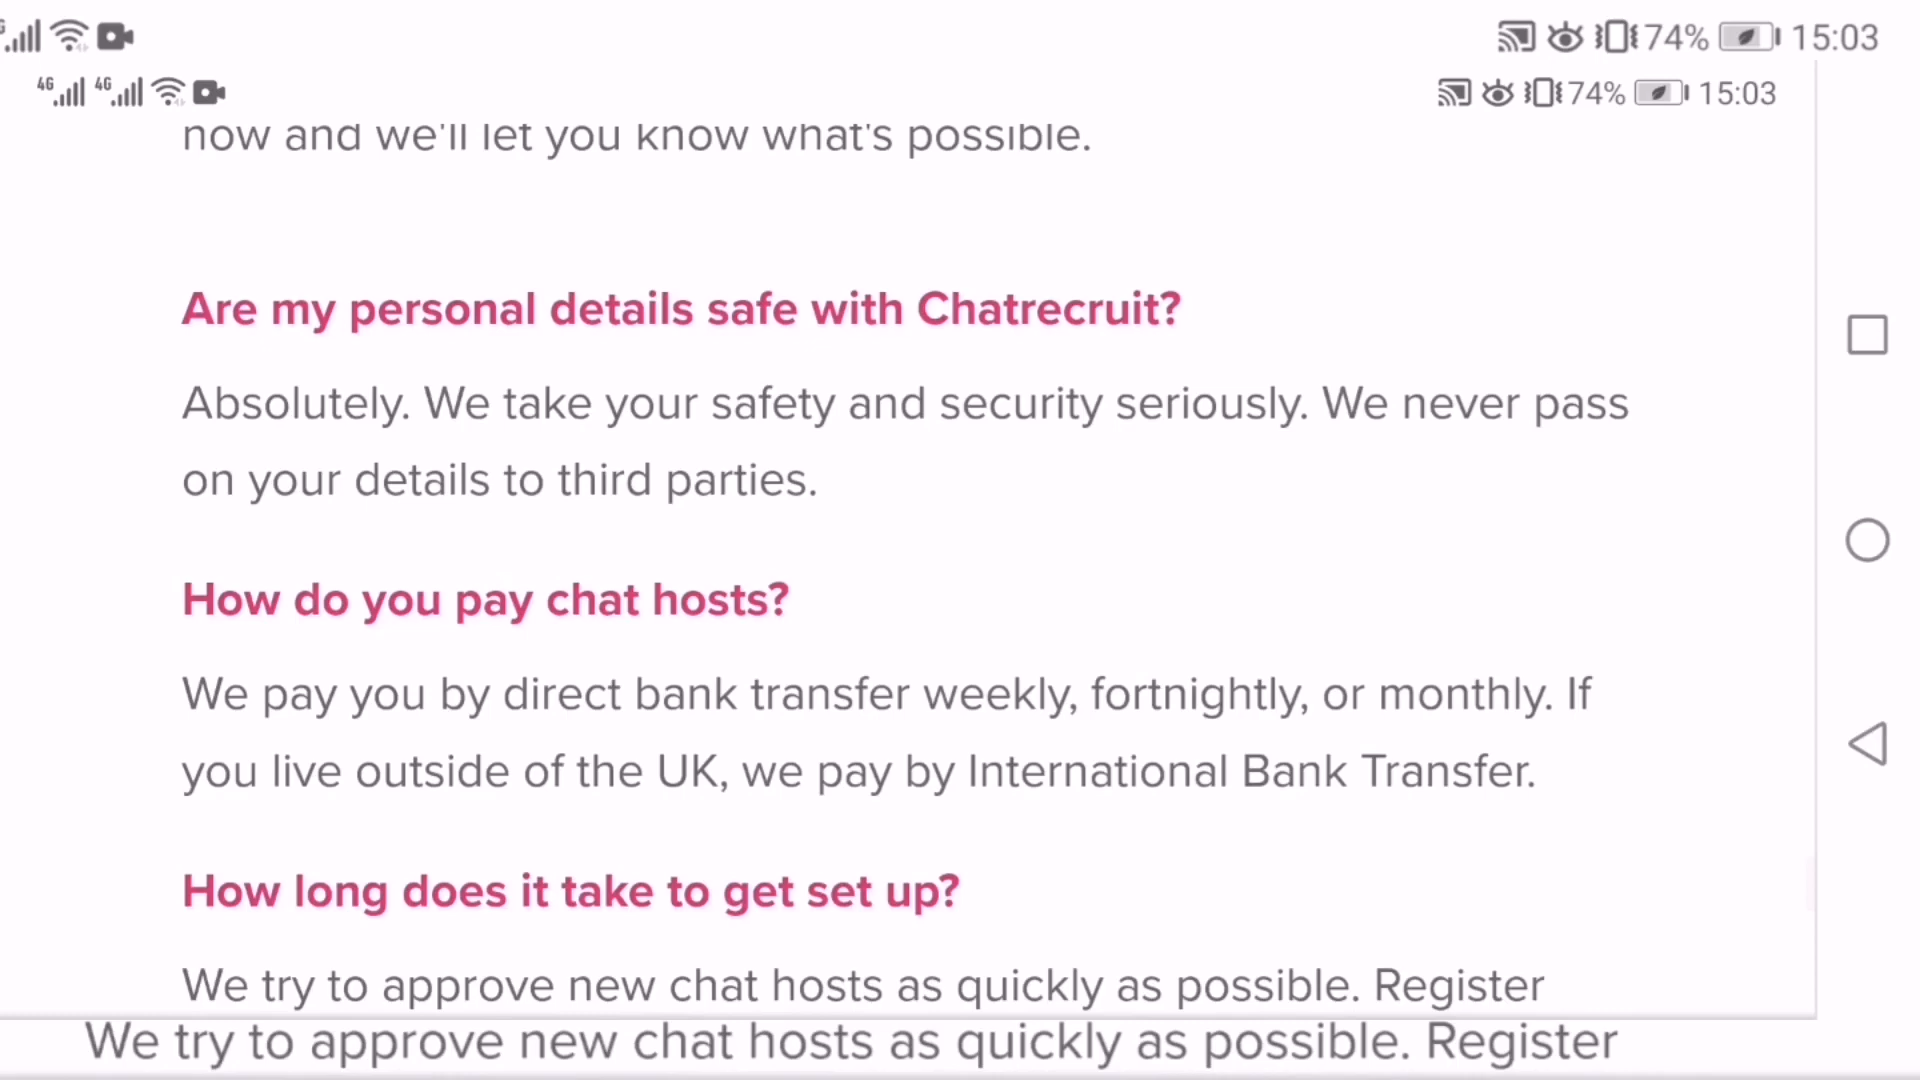 74% 15:03
4G 4G 74% 15:03
now and we'll let you know what's possible.
Are my personal details safe with Chatrecruit?
Absolutely. We take your safety and security seriously. We never pass
on your details to third parties.
How do you pay chat hosts?
We pay you by direct bank transfer weekly, fortnightly, or monthly. If
you live outside of the UK, we pay by International Bank Transfer.
How long does it take to get set up?
We try to approve new chat hosts as quickly as possible. Register
We try to approve new chat hosts as quickly as possible. Register